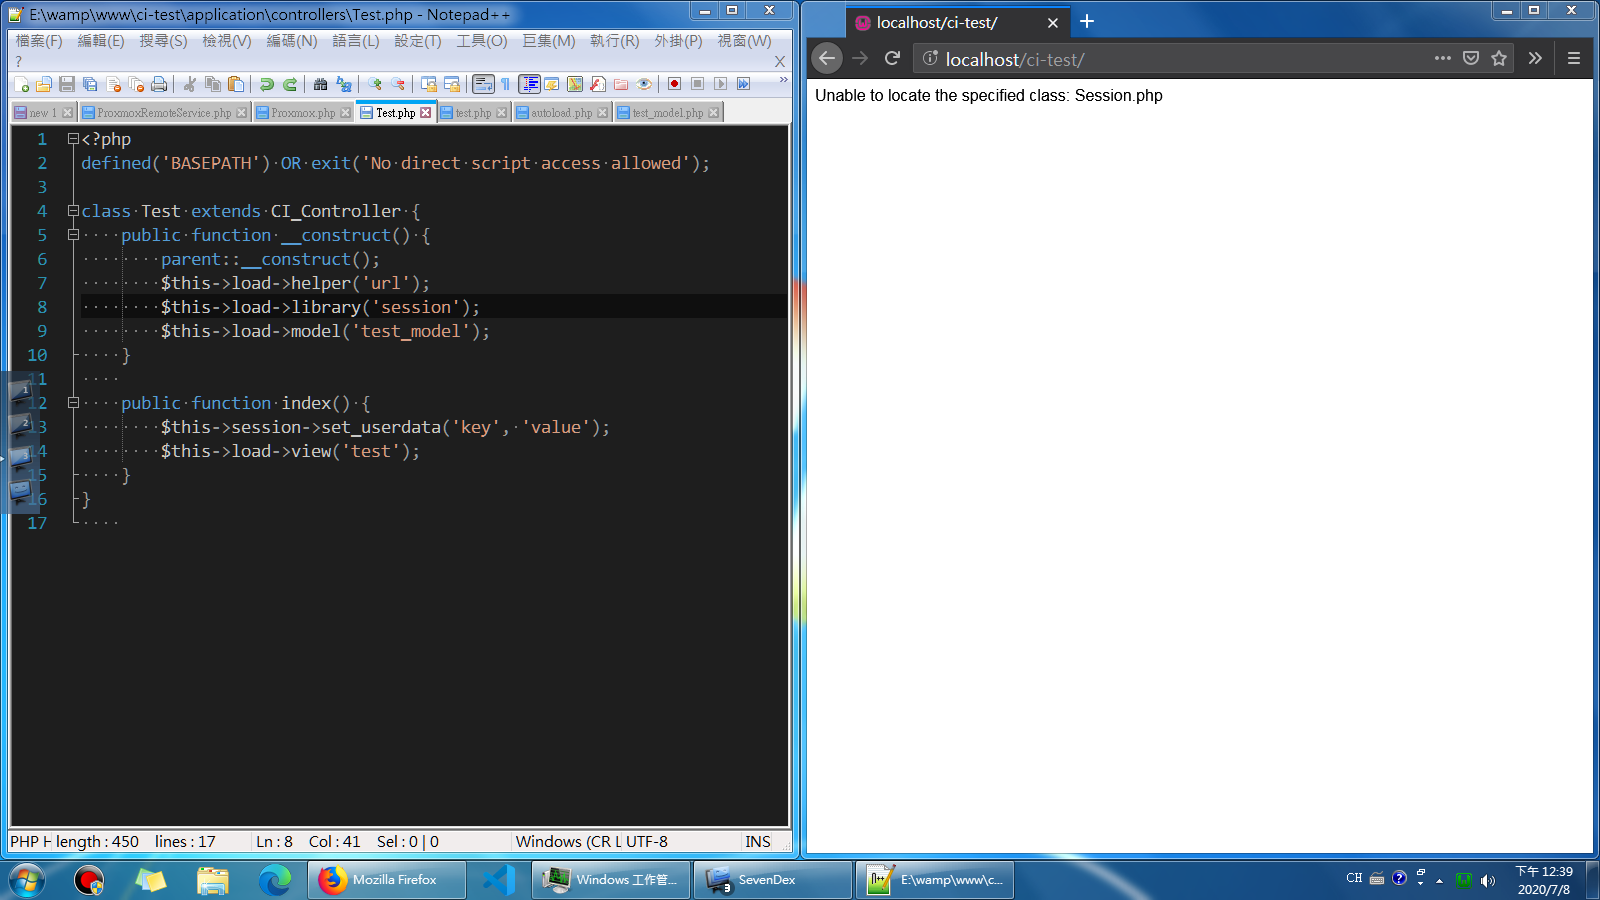 E:\wamp\www\ci-test\application\controllers\Test.php - Notepad++
檔案(F) 編輯(E) 搜尋(S) 檢視(V) 編碼(N) 語言(L) 設定(T) 工具(O) 巨集(M) 執行(R) 外掛(P) 視窗(W)
? X
new 1 ProxmoxRemoteService.php Proxmox.php Test.php test.php autoload.php test_model.php
1 <?php
2 defined('BASEPATH') OR exit('No direct script access allowed');
3
4 class Test extends CI_Controller {
5 public function __construct() {
6 parent::__construct();
7 $this->load->helper('url');
8 $this->load->library('session');
9 $this->load->model('test_model');
10 }
11
12 public function index() {
13 $this->session->set_userdata('key', 'value');
14 $this->load->view('test');
15 }
16 }
17
PHP H length : 450 lines : 17 Ln : 8 Col : 41 Sel : 0 | 0 Windows (CR L UTF-8 INS
localhost/ci-test/
localhost/ci-test/
Unable to locate the specified class: Session.php
1
2
3
Mozilla Firefox
Windows 工作管...
3 SevenDex
E:\wamp\www\c...
CH
下午 12:39
2020/7/8